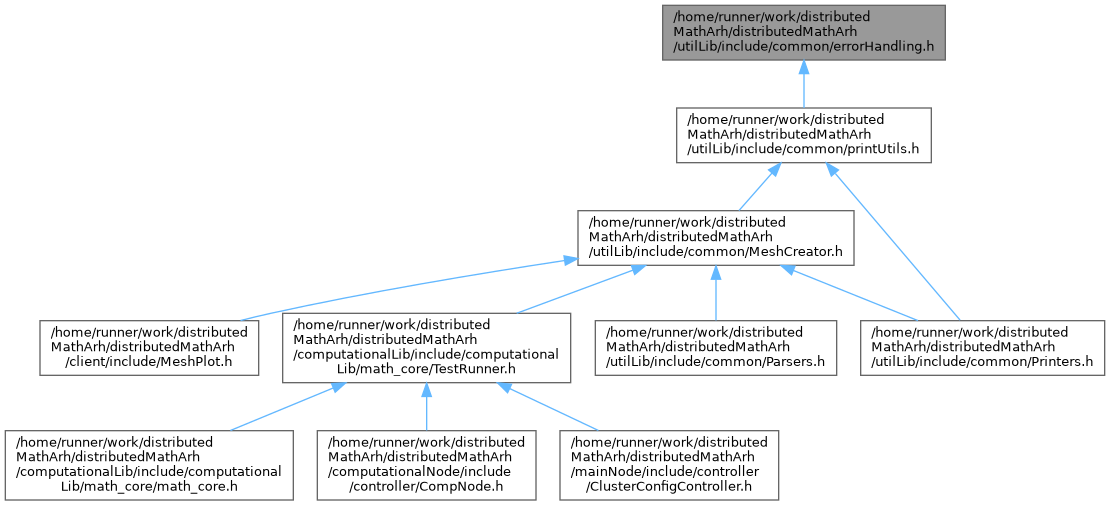 /home/runner/work/distributed
MathArh/distributedMathArh
/utilLib/include/common/errorHandling.h
/home/runner/work/distributed
MathArh/distributedMathArh
/utilLib/include/common/printUtils.h
/home/runner/work/distributed
MathArh/distributedMathArh
/utilLib/include/common/MeshCreator.h
/home/runner/work/distributed
MathArh/distributedMathArh
/client/include/MeshPlot.h
/home/runner/work/distributed
MathArh/distributedMathArh
/computationalLib/include/computational
Lib/math_core/TestRunner.h
/home/runner/work/distributed
MathArh/distributedMathArh
/utilLib/include/common/Parsers.h
/home/runner/work/distributed
MathArh/distributedMathArh
/utilLib/include/common/Printers.h
/home/runner/work/distributed
MathArh/distributedMathArh
/computationalLib/include/computational
Lib/math_core/math_core.h
/home/runner/work/distributed
MathArh/distributedMathArh
/computationalNode/include
/controller/CompNode.h
/home/runner/work/distributed
MathArh/distributedMathArh
/mainNode/include/controller
/ClusterConfigController.h